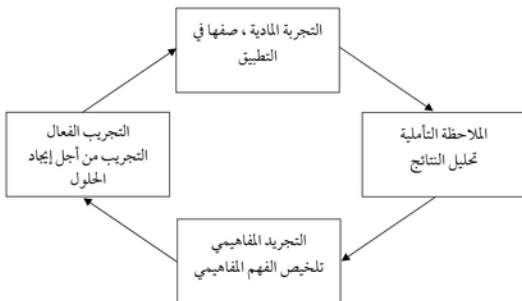 التجربة المادية ، صفها في
التطبيق
الملاحظة التأملية
تحليل النتائج
التجريد المفاهيمي
تلخيص الفهم المفاهيمي
التجريب الفعال
التجريب من أجل إيجاد
الحلول